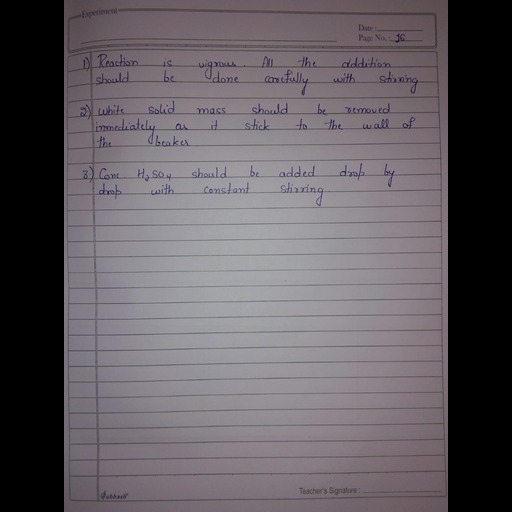 Experiment
Date :
Page No. : 16
1) Reaction is vigrous. All the addition
should be done carefully with stirring
2) White solid mass should be removed
immediately as it stick to the wall of
the beaker.
3) Conc H2SO4 should be added drop by
drop with constant stirring.
Teacher's Signature :